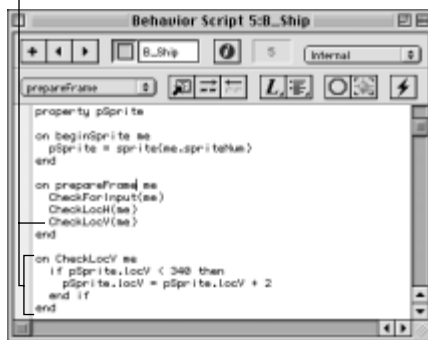 Behavior Script 5:B_Ship
B_Ship
5
Internal
prepareFrame
L
property pSprite
on beginSprite me
pSprite = sprite(me.spriteNum)
end
on prepareFrame me
CheckForInput(me)
CheckLocH(me)
CheckLocV(me)
end
on CheckLocV me
if pSprite.locV < 340 then
pSprite.locV = pSprite.locV + 2
end if
end